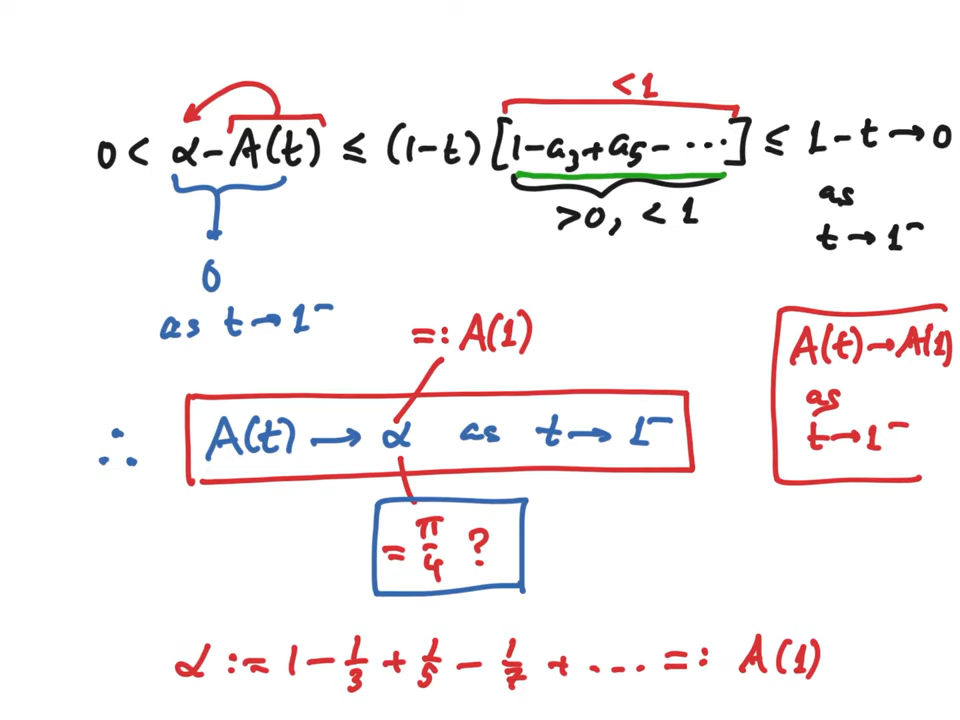 < 1
0 < α - A(t) ≤ (1-t) [1 - a₃ + a₅ - ····] ≤ 1 - t → 0
>0, < 1
as
t → 1⁻
0
as t → 1⁻
=: A(1)
A(t) → A(1)
as
t → 1⁻
∴ A(t) → α as t → 1⁻
= π/4 ?
α := 1 - 1/3 + 1/5 - 1/7 + ···· =: A(1)